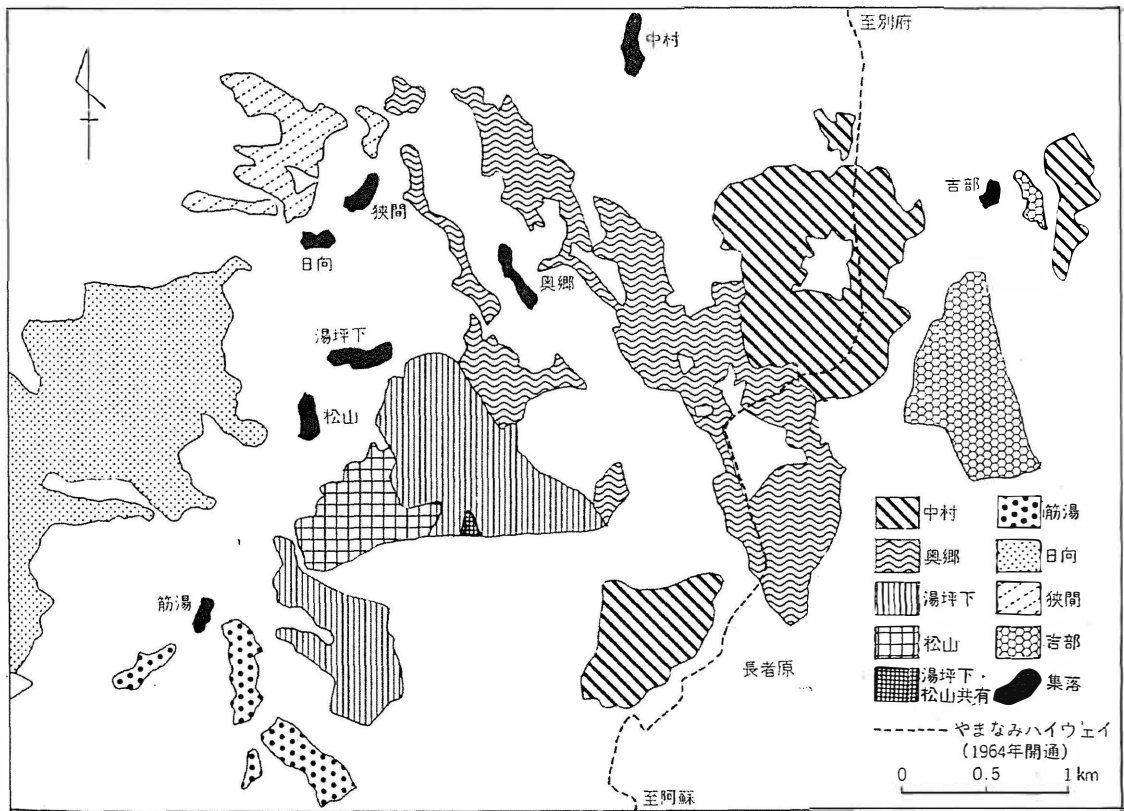 至別府
中村
吉部
狭間
日向
奥郷
湯坪下
松山
筋湯
長者原
至阿蘇
中村
筋湯
奥郷
日向
湯坪下
狭間
松山
吉部
湯坪下・
松山共有
集落
やまなみハイウェイ
(1964年開通)
0 0.5 1 km